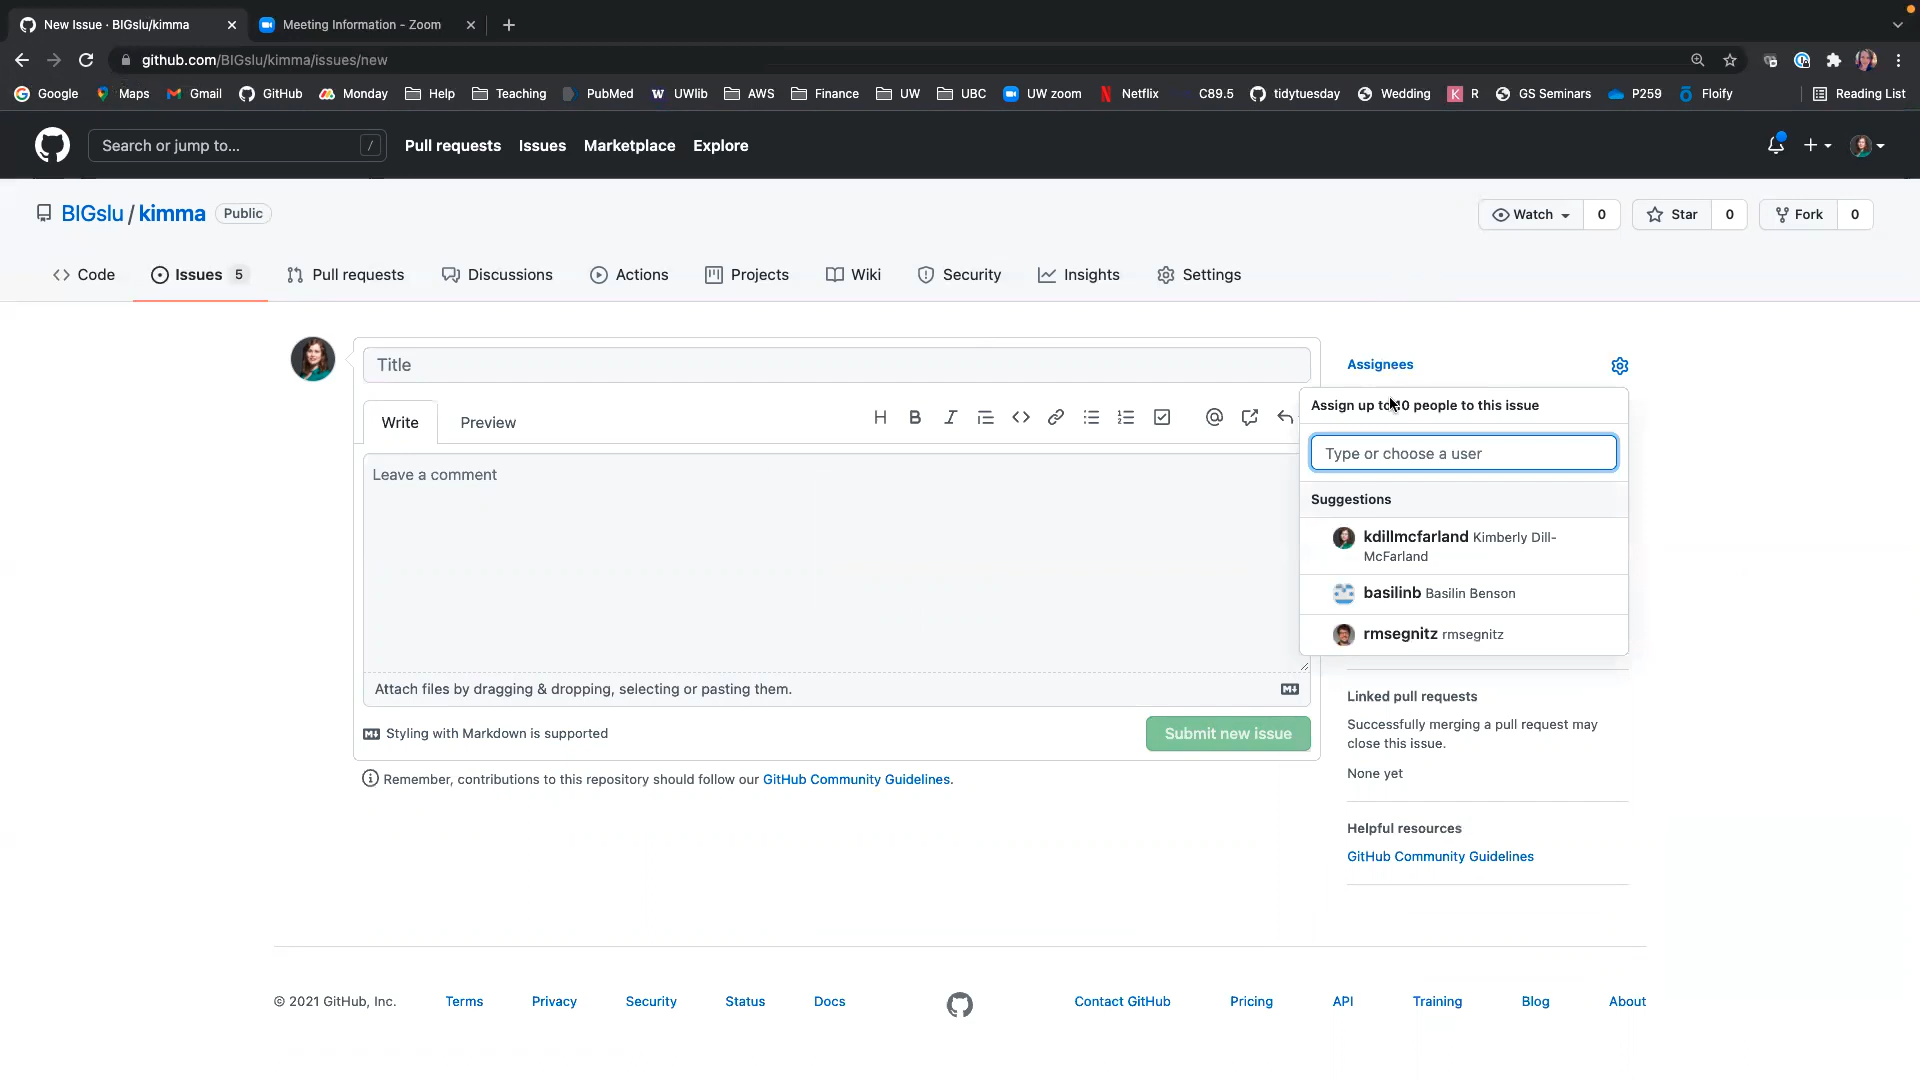 New Issue · BIGslu/kimma
Meeting Information - Zoom
github.com/BIGslu/kimma/issues/new
Google Maps Gmail GitHub Monday Help Teaching PubMed UWlib AWS Finance UW UBC UW zoom Netflix C89.5 tidytuesday Wedding R GS Seminars P259 Floify Reading List
Search or jump to... /
Pull requests Issues Marketplace Explore
BIGslu / kimma Public
Watch 0 Star 0 Fork 0
Code Issues 5 Pull requests Discussions Actions Projects Wiki Security Insights Settings
Title
Assignees
Write Preview
Assign up to 10 people to this issue
Type or choose a user
Leave a comment
Suggestions
kdillmcfarland Kimberly Dill-
McFarland
basilinb Basilin Benson
rmsegnitz rmsegnitz
Attach files by dragging & dropping, selecting or pasting them.
Styling with Markdown is supported
Submit new issue
Linked pull requests
Successfully merging a pull request may
close this issue.
None yet
Remember, contributions to this repository should follow our GitHub Community Guidelines.
Helpful resources
GitHub Community Guidelines
© 2021 GitHub, Inc. Terms Privacy Security Status Docs Contact GitHub Pricing API Training Blog About